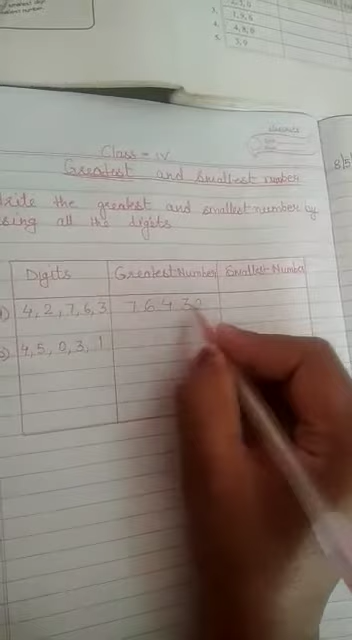 Class - IV
Greatest and Smallest number
Write the greatest and smallest number by
using all the digits
Digits Greatest Number Smallest Number
4, 2, 7, 6, 3 7 6 4 3
4, 5, 0, 3, 1